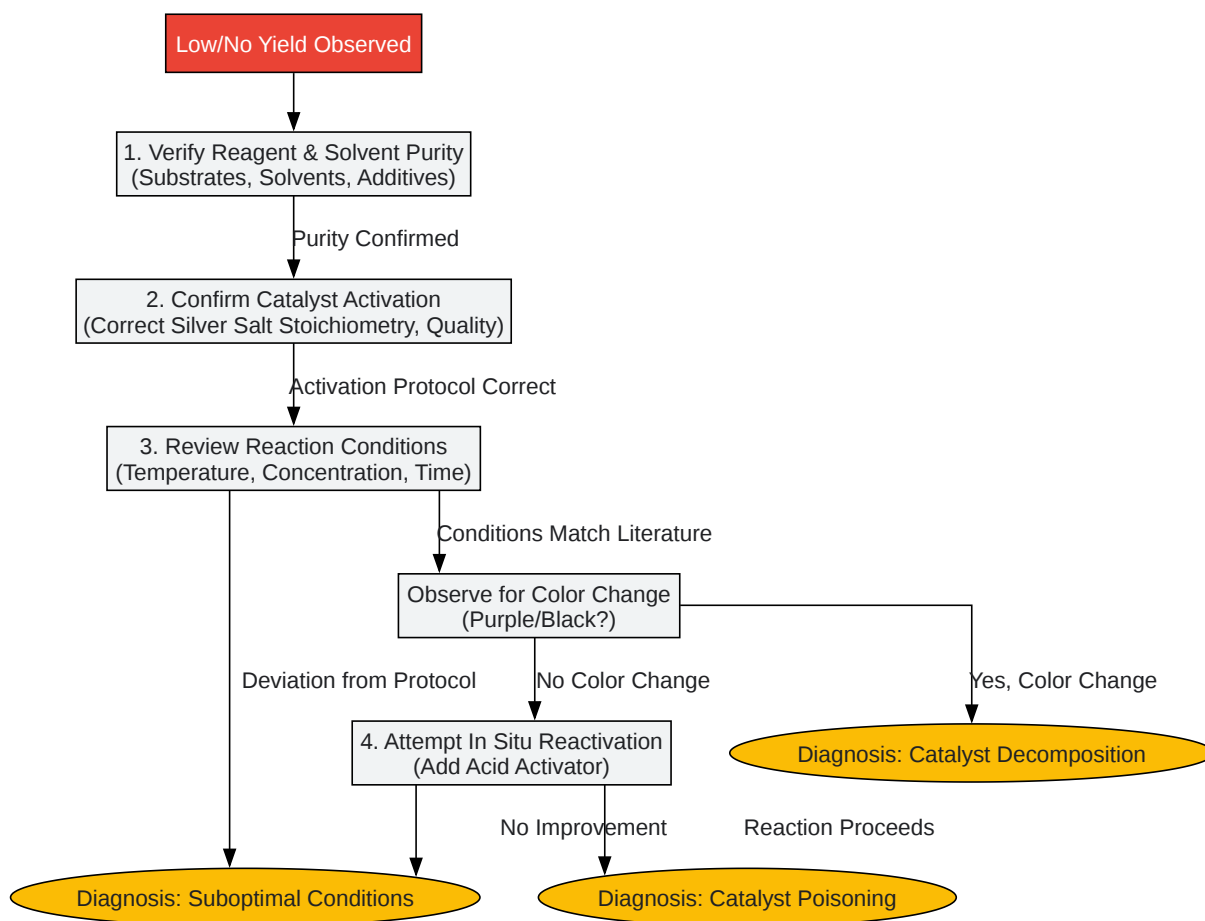 Low/No Yield Observed
1. Verify Reagent & Solvent Purity
(Substrates, Solvents, Additives)
Purity Confirmed
2. Confirm Catalyst Activation
(Correct Silver Salt Stoichiometry, Quality)
Activation Protocol Correct
3. Review Reaction Conditions
(Temperature, Concentration, Time)
Conditions Match Literature
Observe for Color Change
(Purple/Black?)
Deviation from Protocol
No Color Change
Yes, Color Change
4. Attempt In Situ Reactivation
(Add Acid Activator)
Diagnosis: Catalyst Decomposition
No Improvement
Reaction Proceeds
Diagnosis: Suboptimal Conditions
Diagnosis: Catalyst Poisoning